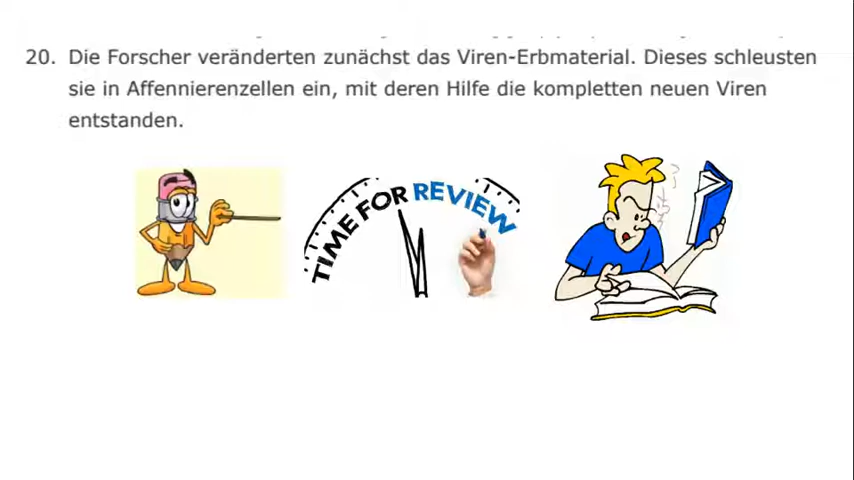 20. Die Forscher veränderten zunächst das Viren-Erbmaterial. Dieses schleusten
sie in Affennierenzellen ein, mit deren Hilfe die kompletten neuen Viren
entstanden.
TIME FOR REVIEW